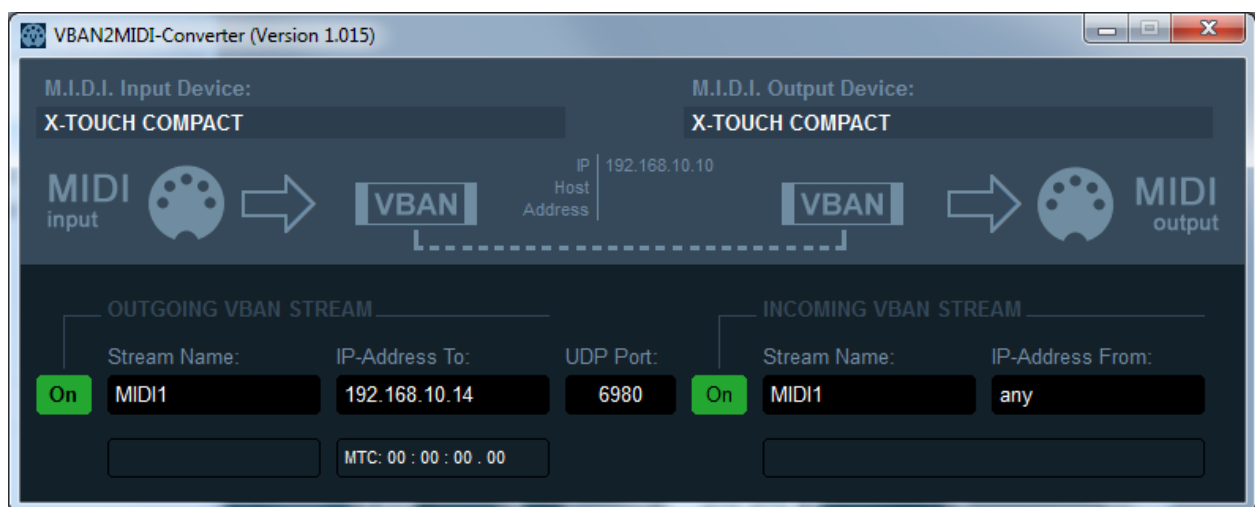 VBAN2MIDI-Converter (Version 1.015)
M.I.D.I. Input Device:
M.I.D.I. Output Device:
X-TOUCH COMPACT
X-TOUCH COMPACT
MIDI
input
VBAN
IP
Host
Address
192.168.10.10
VBAN
MIDI
output
OUTGOING VBAN STREAM
INCOMING VBAN STREAM
Stream Name:
IP-Address To:
UDP Port:
Stream Name:
IP-Address From:
On
MIDI1
192.168.10.14
6980
On
MIDI1
any
MTC: 00 : 00 : 00 . 00